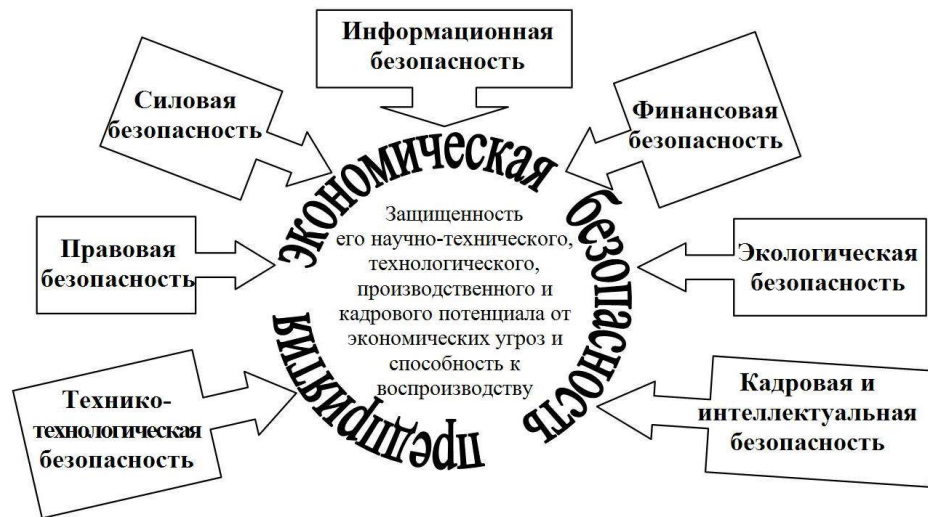 Информационная
безопасность
Силовая
безопасность
Финансовая
безопасность
Правовая
безопасность
Экологическая
безопасность
Технико-
технологическая
безопасность
Кадровая и
интеллектуальная
безопасность
экономическая безопасность предприятия
Защищенность
его научно-технического,
технологического,
производственного и
кадрового потенциала от
экономических угроз и
способность к
воспроизводству